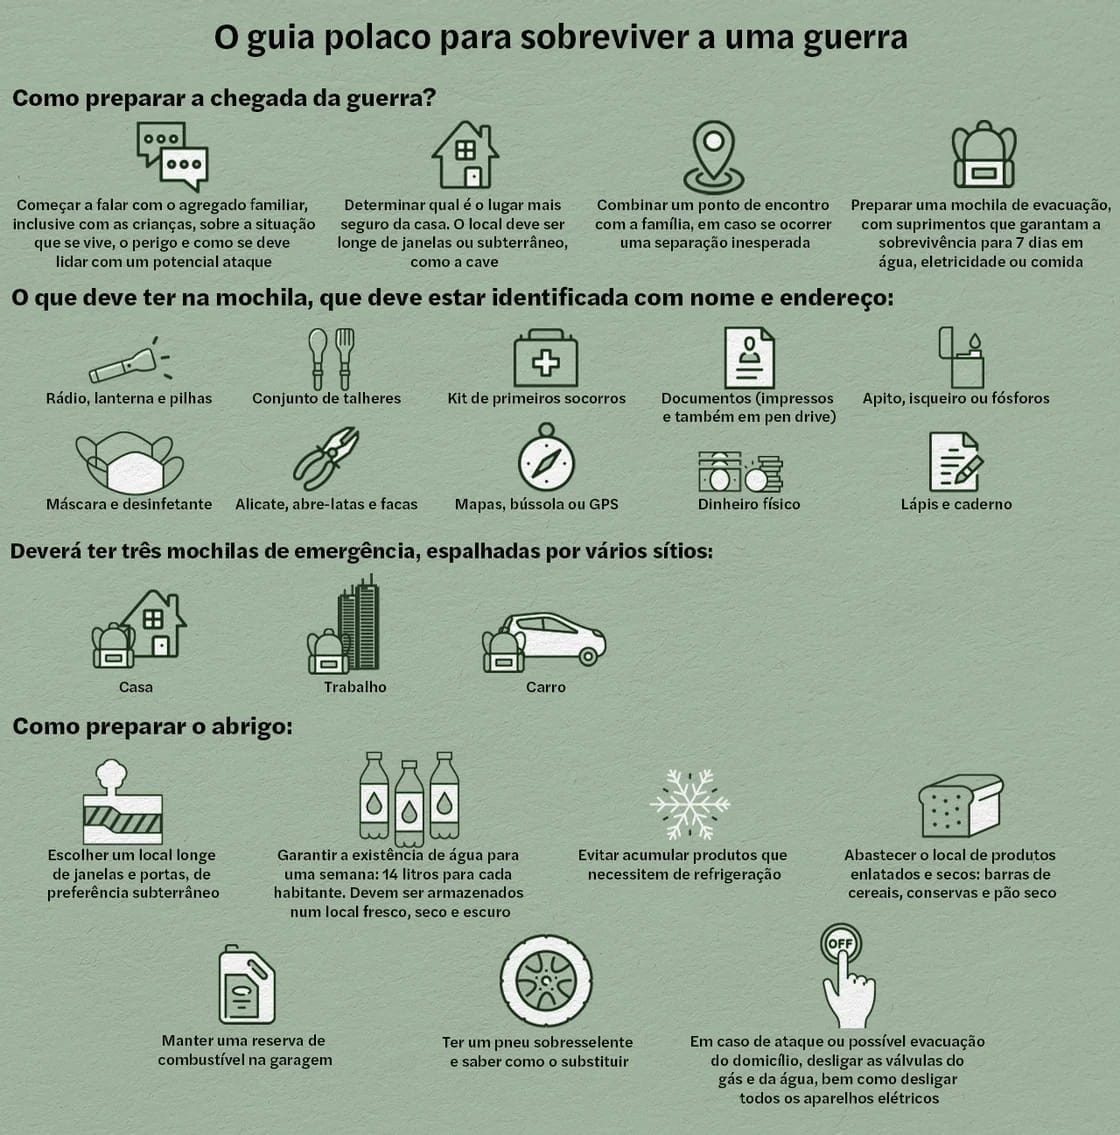 O guia polaco para sobreviver a uma guerra
Como preparar a chegada da guerra?
Começar a falar com o agregado familiar,
inclusive com as crianças, sobre a situação
que se vive, o perigo e como se deve
lidar com um potencial ataque
Determinar qual é o lugar mais
seguro da casa. O local deve ser
longe de janelas ou subterrâneo,
como a cave
Combinar um ponto de encontro
com a família, em caso se ocorrer
uma separação inesperada
Preparar uma mochila de evacuação,
com suprimentos que garantam a
sobrevivência para 7 dias em
água, eletricidade ou comida
O que deve ter na mochila, que deve estar identificada com nome e endereço:
Rádio, lanterna e pilhas
Conjunto de talheres
Kit de primeiros socorros
Documentos (impressos
e também em pen drive)
Apito, isqueiro ou fósforos
Máscara e desinfetante
Alicate, abre-latas e facas
Mapas, bússola ou GPS
Dinheiro físico
Lápis e caderno
Deverá ter três mochilas de emergência, espalhadas por vários sítios:
Casa
Trabalho
Carro
Como preparar o abrigo:
Escolher um local longe
de janelas e portas, de
preferência subterrâneo
Garantir a existência de água para
uma semana: 14 litros para cada
habitante. Devem ser armazenados
num local fresco, seco e escuro
Evitar acumular produtos que
necessitem de refrigeração
Abastecer o local de produtos
enlatados e secos: barras de
cereais, conservas e pão seco
Manter uma reserva de
combustível na garagem
Ter um pneu sobresselente
e saber como o substituir
OFF
Em caso de ataque ou possível evacuação
do domicílio, desligar as válvulas do
gás e da água, bem como desligar
todos os aparelhos elétricos